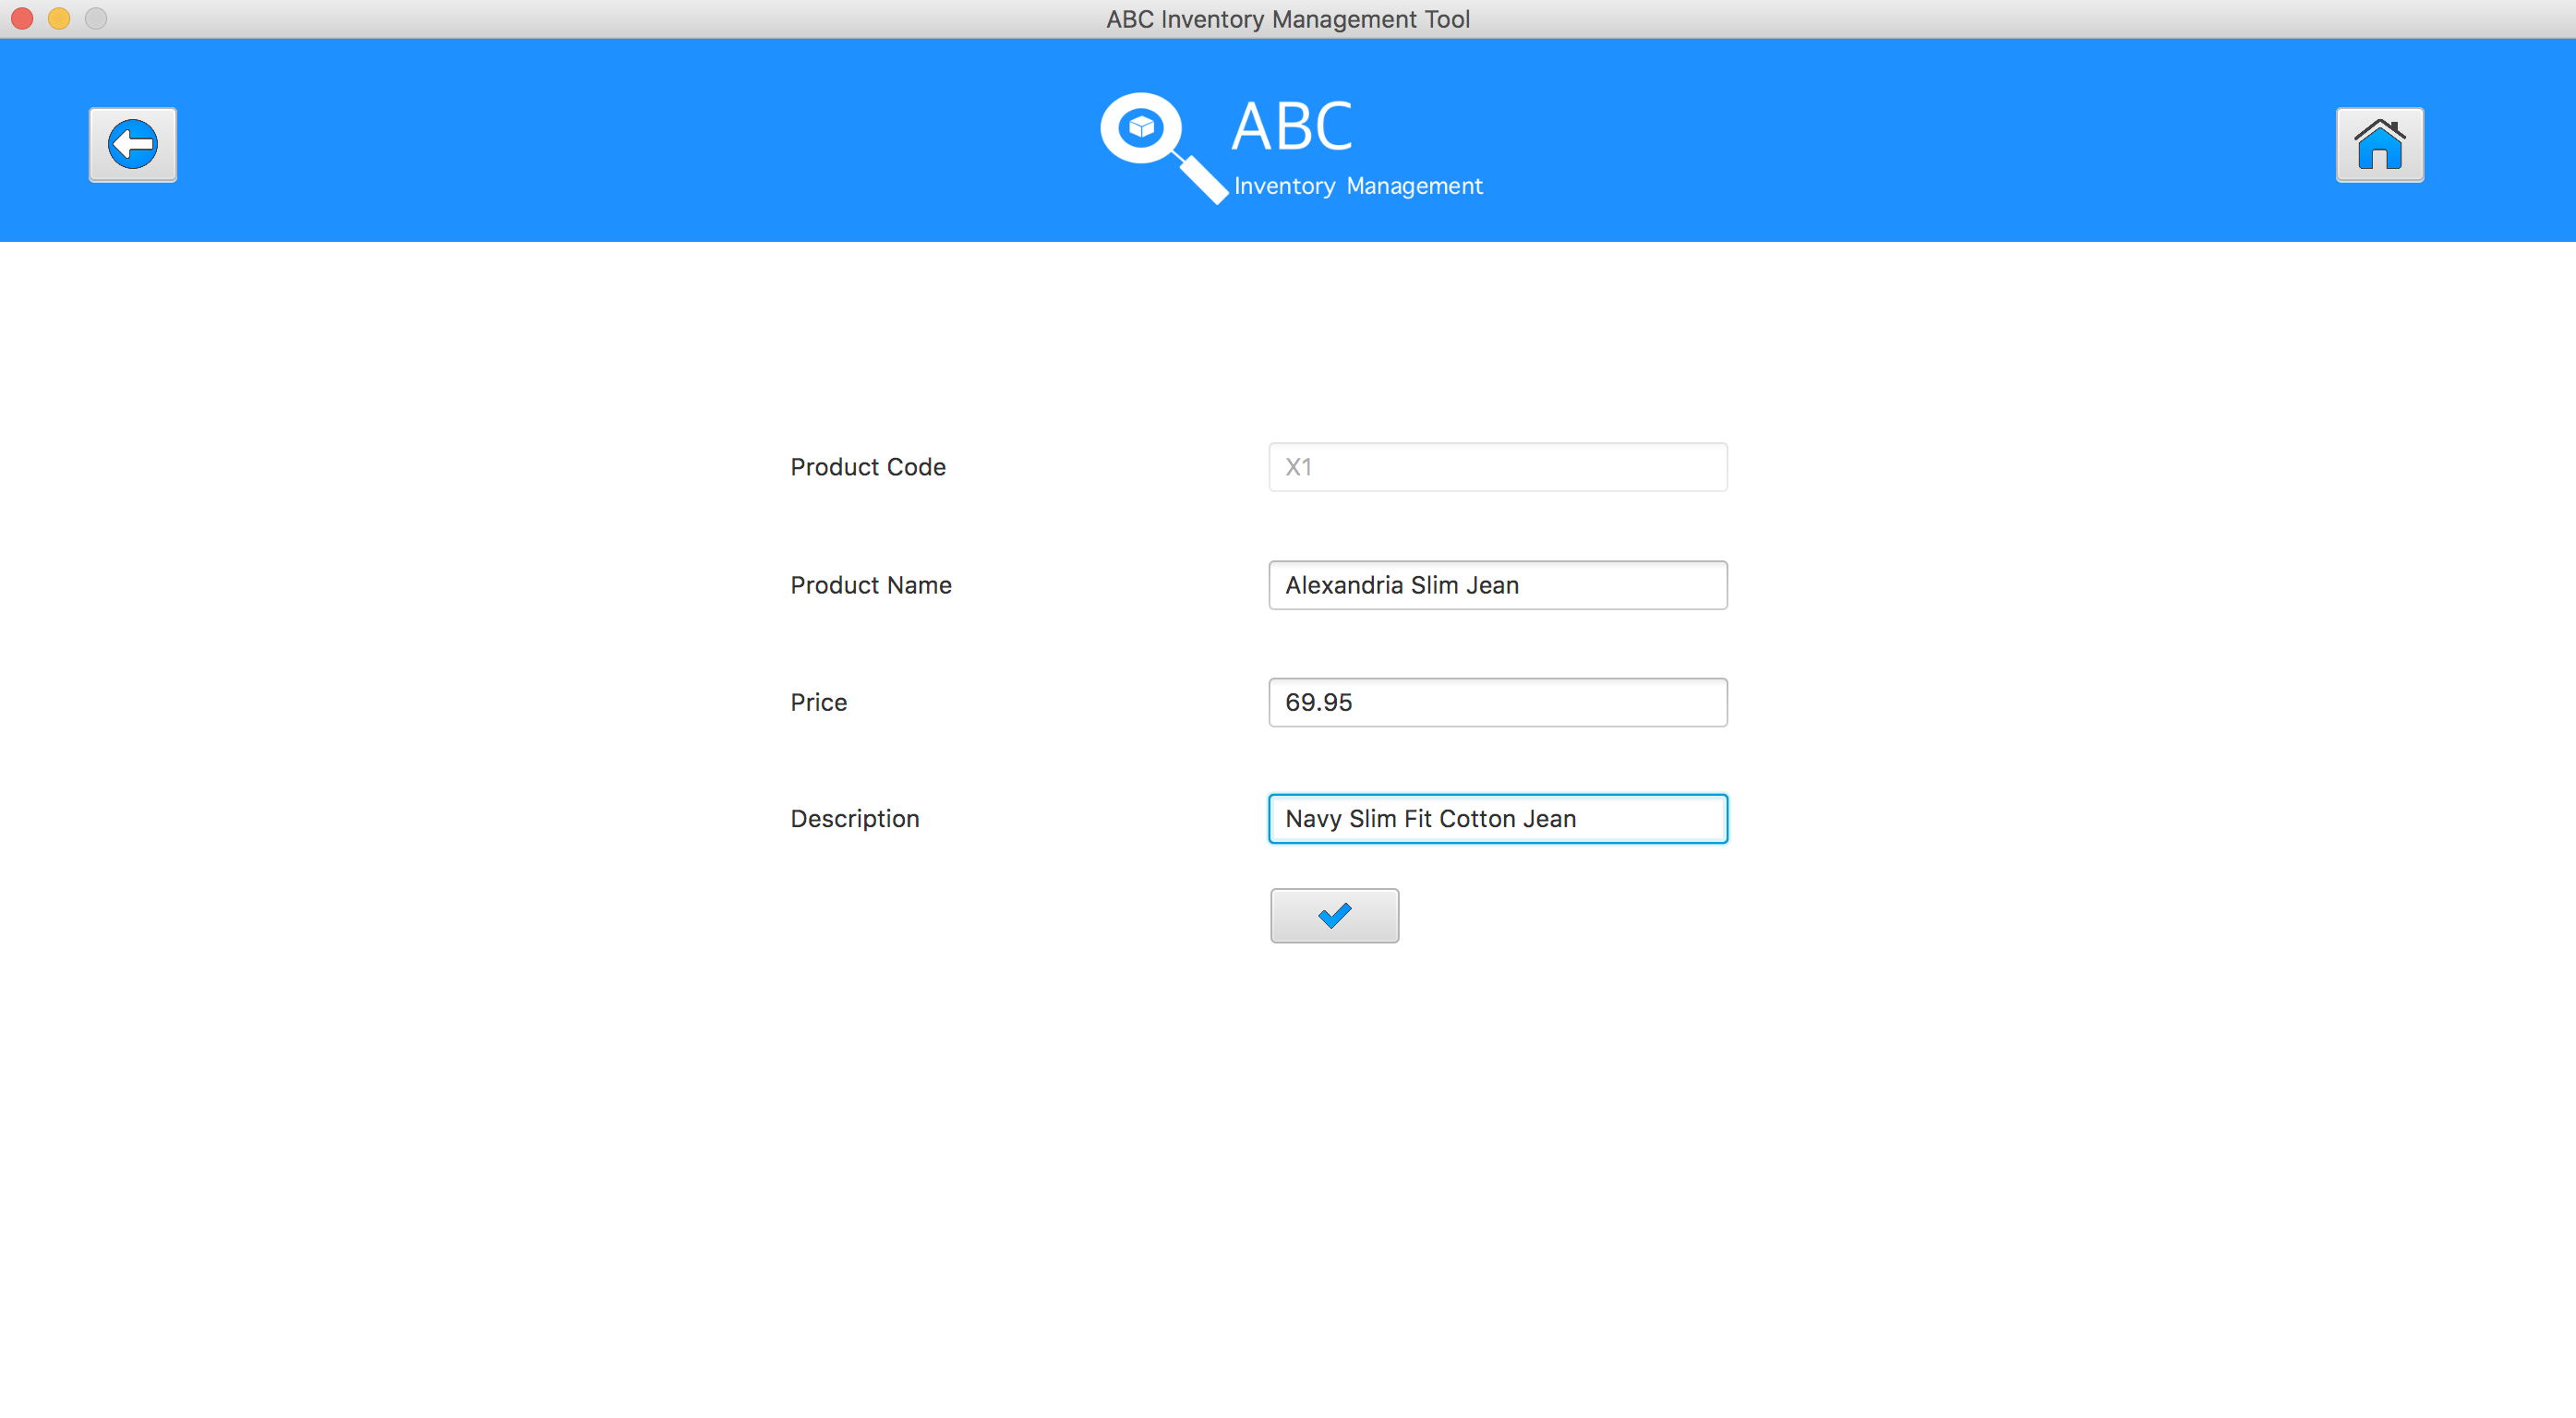 ABC Inventory Management Tool
ABC
Inventory Management
Product Code X1
Product Name Alexandria Slim Jean
Price 69.95
Description Navy Slim Fit Cotton Jean